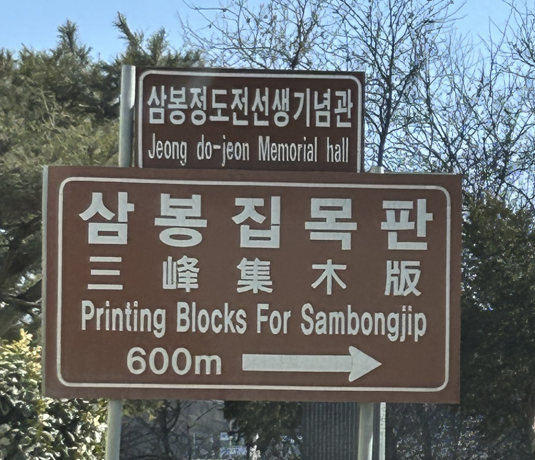 삼봉정도전선생기념관
Jeong do-jeon Memorial hall
삼봉집목판
三峰集木版
Printing Blocks For Sambongjip
600m →